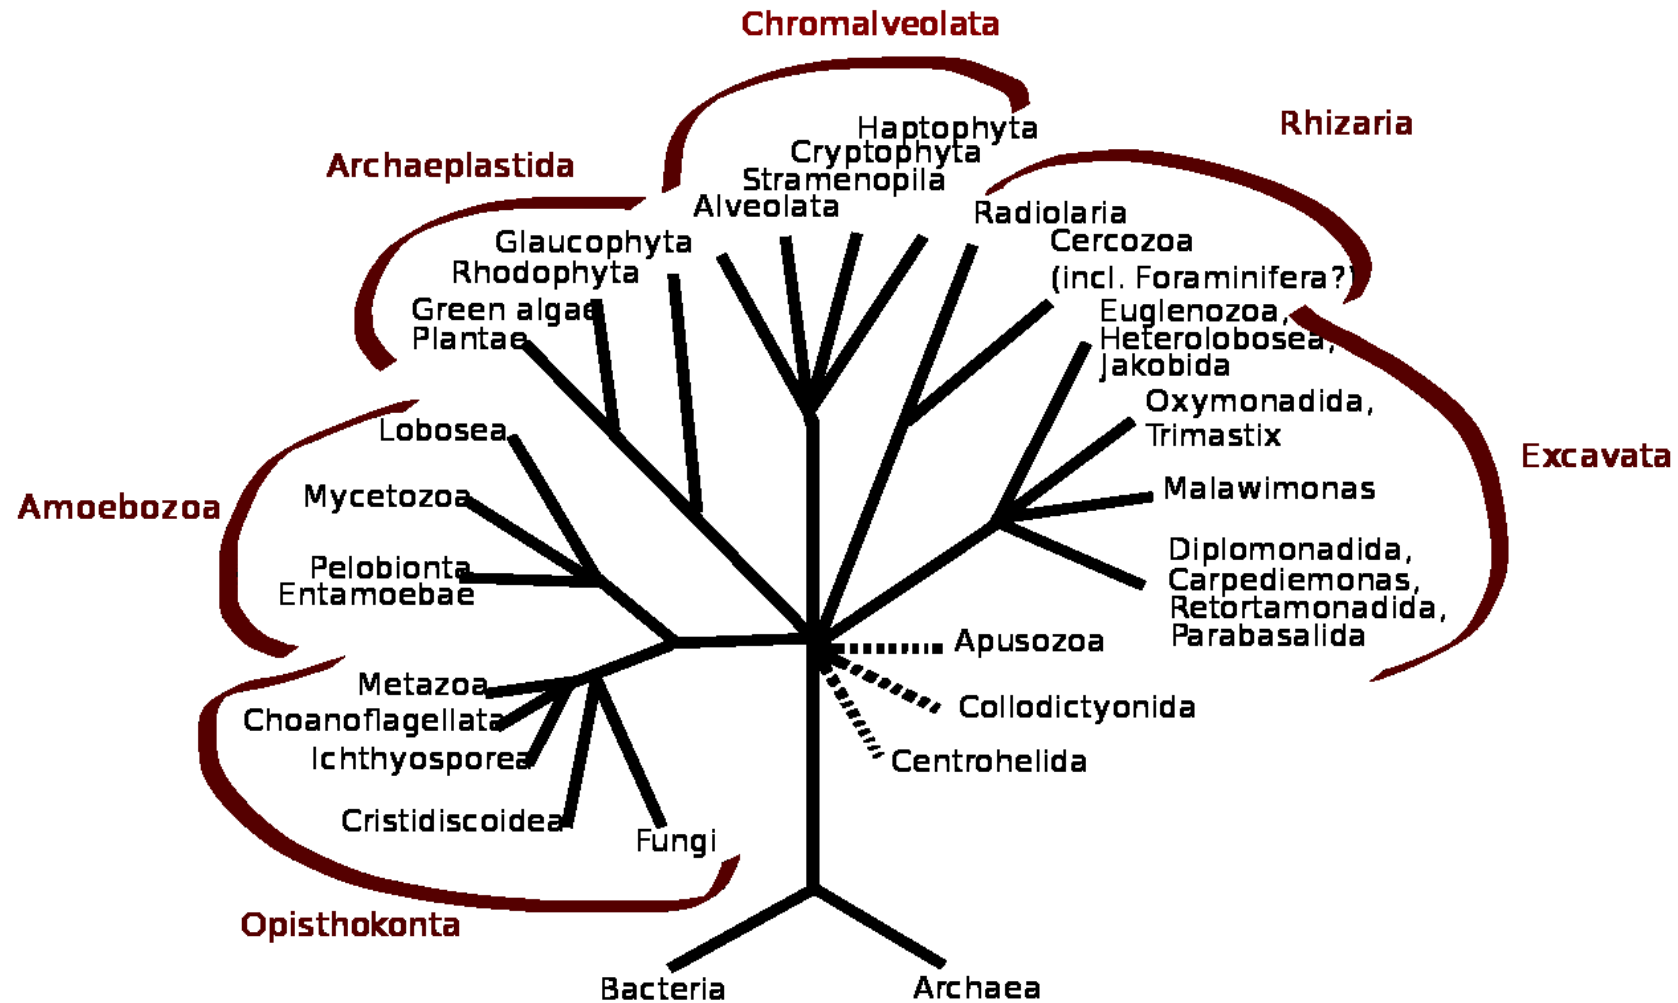 Chromalveolata
Haptophyta
Cryptophyta
Stramenopila
Alveolata
Rhizaria
Radiolaria
Cercozoa
(incl. Foraminifera?)
Archaeplastida
Glaucophyta
Rhodophyta
Green algae
Plantae
Euglenozoa,
Heterolobosea,
Jakobida
Oxymonadida,
Trimastix
Malawimonas
Diplomonadida,
Carpediemonas,
Retortamonadida,
Parabasalida
Excavata
Amoebozoa
Lobosea
Mycetozoa
Pelobionta
Entamoebae
Apusozoa
Collodictyonida
Centrohelida
Metazoa
Choanoflagellata
Ichthyosporea
Cristidiscoidea
Fungi
Opisthokonta
Bacteria
Archaea